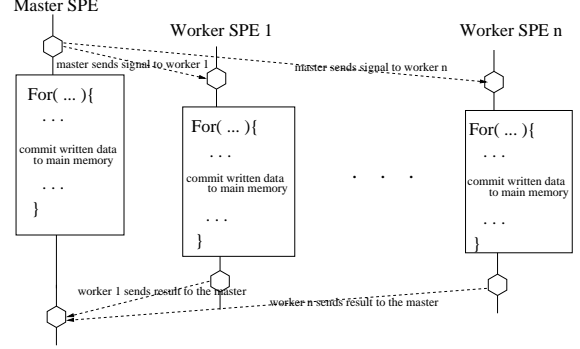 Master SPE
Worker SPE 1
Worker SPE n
master sends signal to worker 1
master sends signal to worker n
For( ... ){
. . .
commit written data
to main memory
. . .
}
For( ... ){
. . .
commit written data
to main memory
. . .
}
. . .
For( ... ){
. . .
commit written data
to main memory
. . .
}
worker 1 sends result to the master
worker n sends result to the master